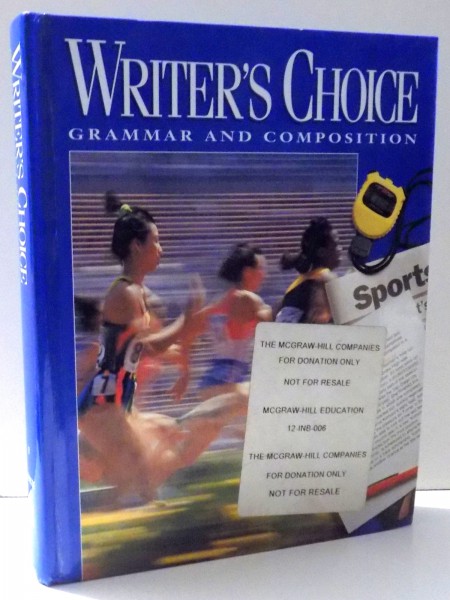 WRITER'S CHOICE
GRAMMAR AND COMPOSITION
WRITER'S CHOICE
Sports
t's
THE MCGRAW-HILL COMPANIES
FOR DONATION ONLY
NOT FOR RESALE
MCGRAW-HILL EDUCATION
12-INB-006
THE MCGRAW-HILL COMPANIES
FOR DONATION ONLY
NOT FOR RESALE